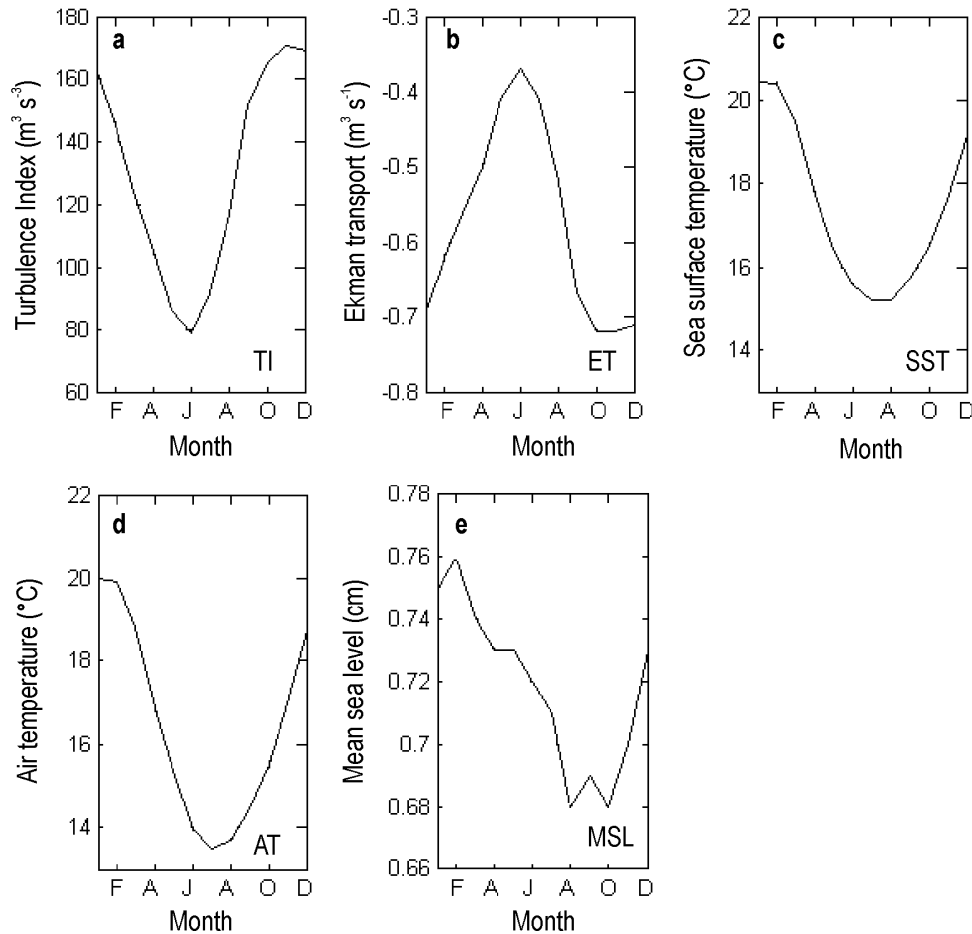 a
180
160
140
120
100
80
60
Turbulence Index (m³ s⁻³)
TI
F A J A O D
Month
b
-0.3
-0.4
-0.5
-0.6
-0.7
-0.8
Ekman transport (m³ s⁻¹)
ET
F A J A O D
Month
c
22
20
18
16
14
Sea surface temperature (°C)
SST
F A J A O D
Month
d
22
20
18
16
14
Air temperature (°C)
AT
F A J A O D
Month
e
0.78
0.76
0.74
0.72
0.7
0.68
0.66
Mean sea level (cm)
MSL
F A J A O D
Month